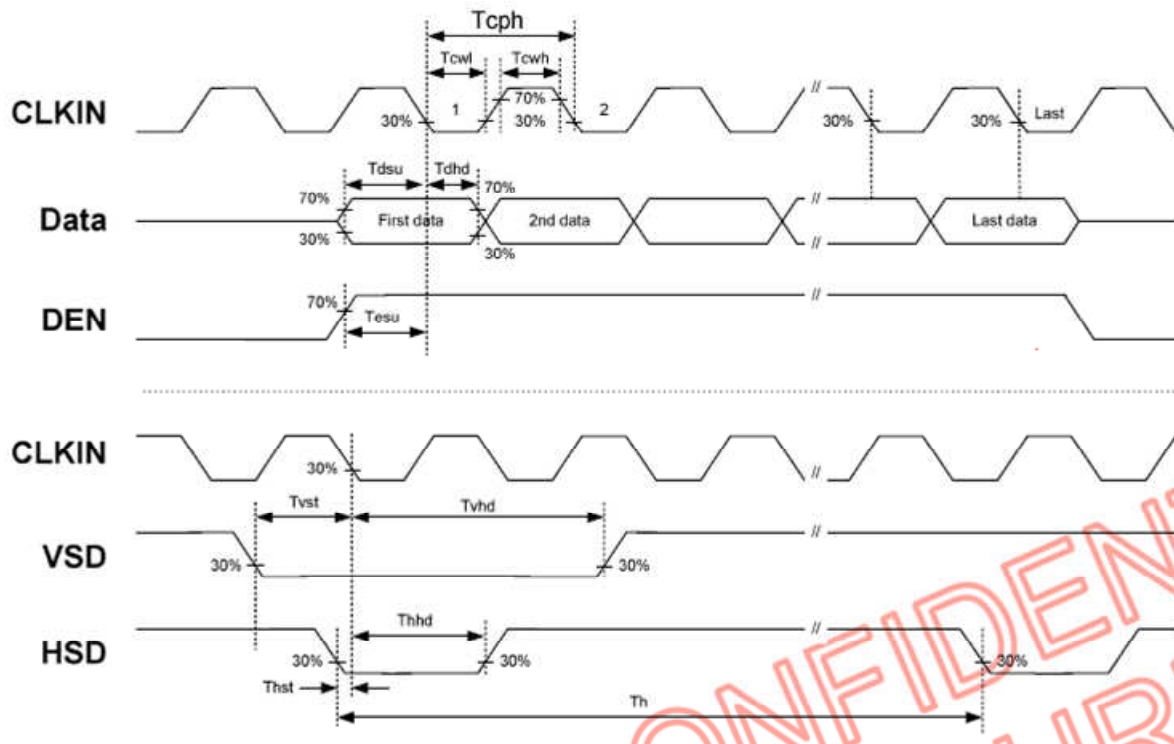 Tcph
Tcwl
Tcwh
CLKIN
30%
1
70%
30%
2
//
30%
30%
Last
Tdsu
Tdhd
70%
70%
Data
First data
2nd data
//
//
Last data
30%
30%
DEN
70%
//
Tesu
CLKIN
30%
//
Tvst
Tvhd
VSD
30%
30%
//
HSD
Thhd
//
30%
30%
30%
Thst
Th